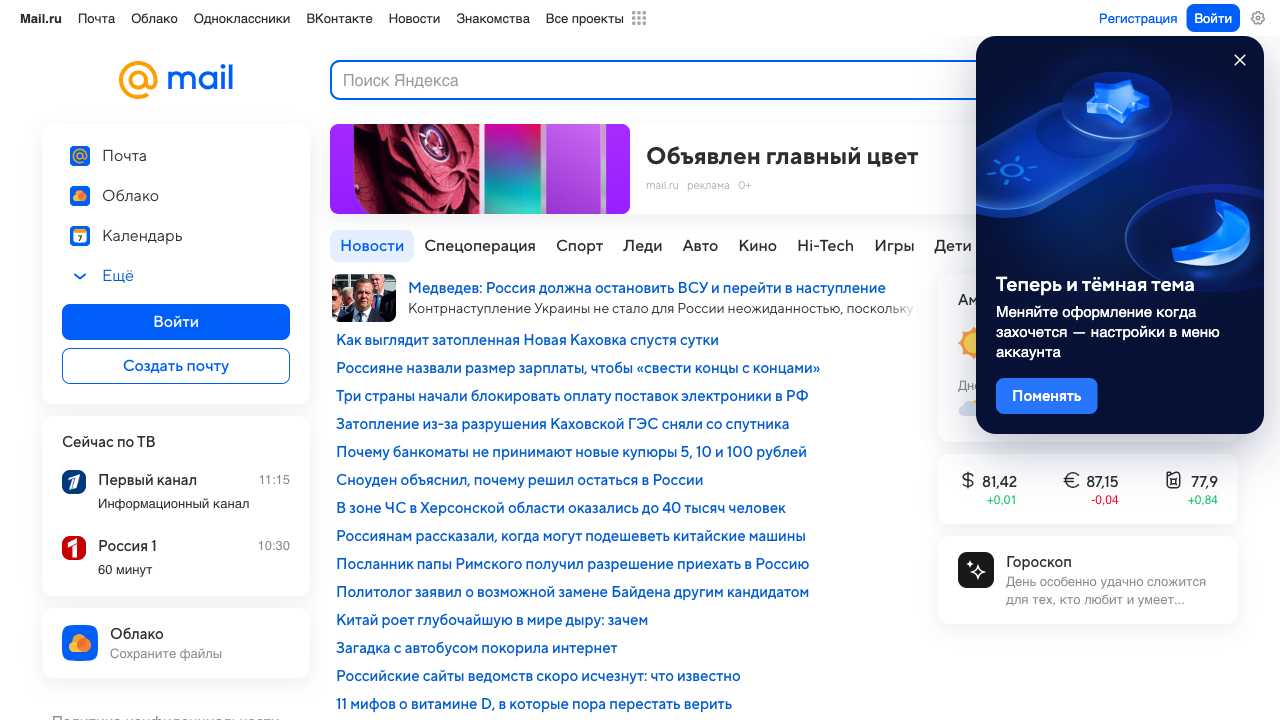 Mail.ru Почта Облако Одноклассники ВКонтакте Новости Знакомства Все проекты Регистрация Войти
mail
Поиск Яндекса
Почта
Облако
7
Календарь
Ещё
Войти
Создать почту
Сейчас по ТВ
Первый канал 11:15
Информационный канал
Россия 1 10:30
60 минут
Облако
Сохраните файлы
Объявлен главный цвет
mail.ru реклама 0+
Новости Спецоперация Спорт Леди Авто Кино Hi-Tech Игры Дети
Медведев: Россия должна остановить ВСУ и перейти в наступление
Контрнаступление Украины не стало для России неожиданностью, поскольку
Как выглядит затопленная Новая Каховка спустя сутки
Россияне назвали размер зарплаты, чтобы «свести концы с концами»
Три страны начали блокировать оплату поставок электроники в РФ
Затопление из-за разрушения Каховской ГЭС сняли со спутника
Почему банкоматы не принимают новые купюры 5, 10 и 100 рублей
Сноуден объяснил, почему решил остаться в России
В зоне ЧС в Херсонской области оказались до 40 тысяч человек
Россиянам рассказали, когда могут подешеветь китайские машины
Посланник папы Римского получил разрешение приехать в Россию
Политолог заявил о возможной замене Байдена другим кандидатом
Китай роет глубочайшую в мире дыру: зачем
Загадка с автобусом покорила интернет
Российские сайты ведомств скоро исчезнут: что известно
11 мифов о витамине D, в которые пора перестать верить
Теперь и тёмная тема
Меняйте оформление когда
захочется — настройки в меню
аккаунта
Поменять
$ 81,42 € 87,15 77,9
+0,01 -0,04 +0,84
Гороскоп
День особенно удачно сложится
для тех, кто любит и умеет...